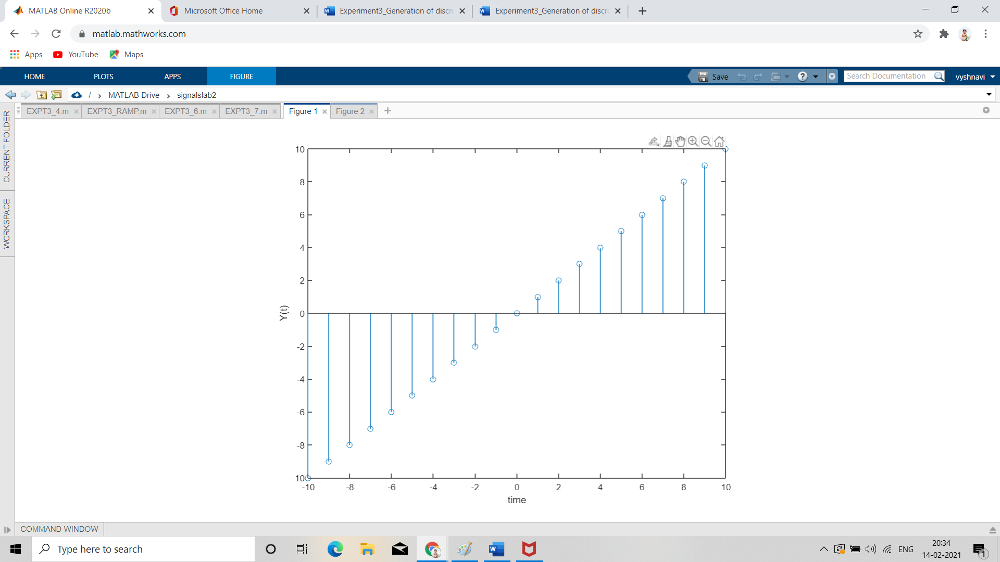 MATLAB Online R2020b
Microsoft Office Home
Experiment3_Generation of discre
Experiment3_Generation of discre
matlab.mathworks.com
Apps
YouTube
Maps
HOME
PLOTS
APPS
FIGURE
Save
Search Documentation
vyshnavi
/
MATLAB Drive
signalslab2
CURRENT FOLDER
WORKSPACE
EXPT3_4.m
EXPT3_RAMP.m
EXPT3_6.m
EXPT3_7.m
Figure 1
Figure 2
10
8
6
4
2
0
-2
-4
-6
-8
-10
Y(t)
-10 -8 -6 -4 -2 0 2 4 6 8 10
time
COMMAND WINDOW
Type here to search
ENG
20:34
14-02-2021
1